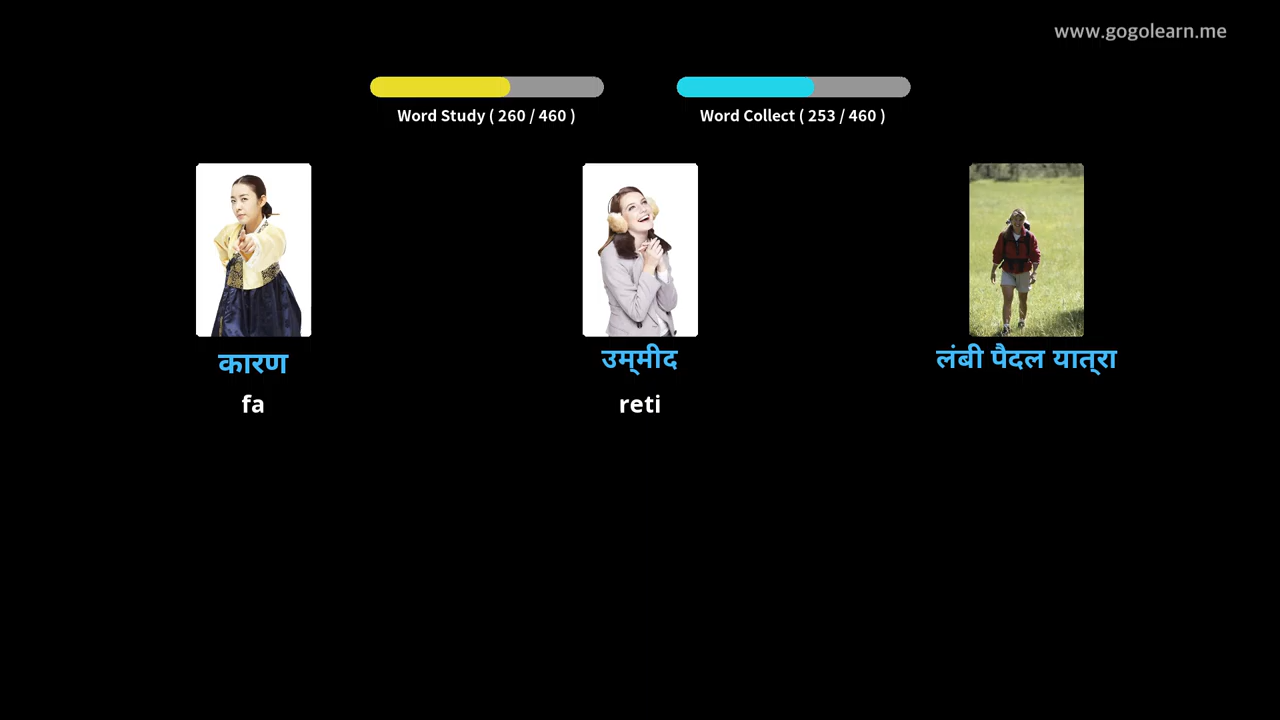 www.gogolearn.me
Word Study ( 260 / 460 )
Word Collect ( 253 / 460 )
कारण
उम्‌मीद
लंबी पैदल यात्‌रा
fa
reti